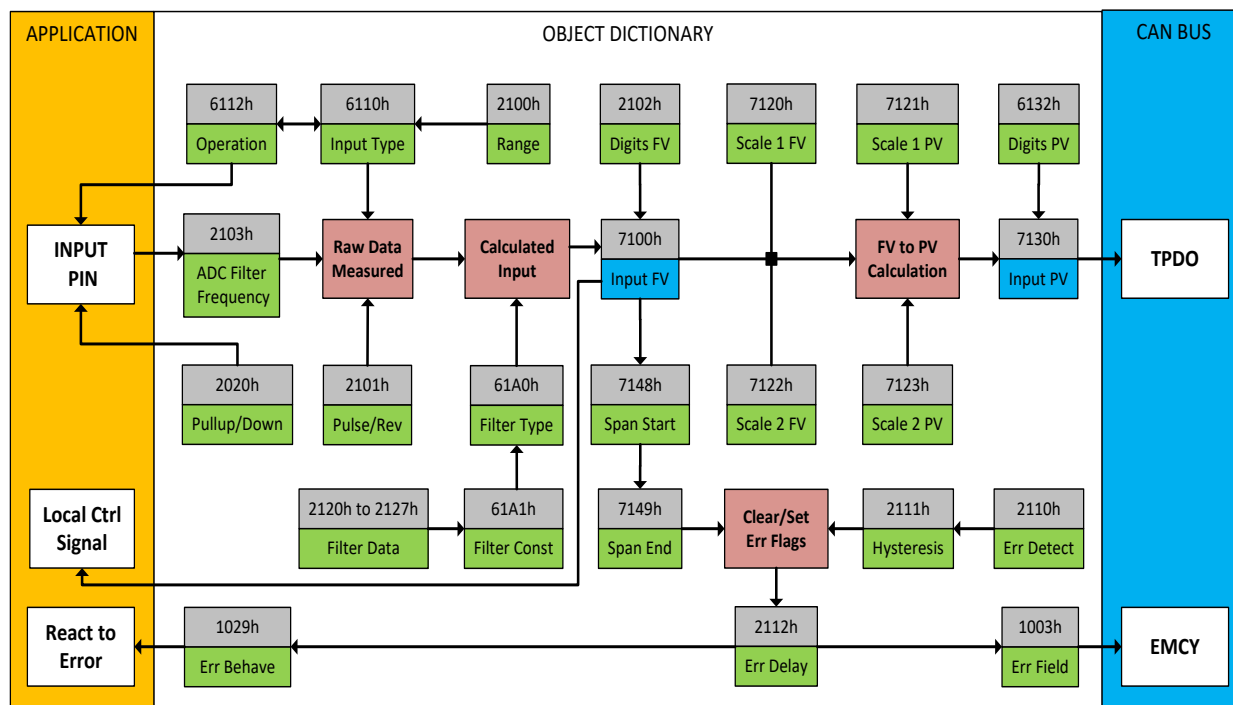 APPLICATION
OBJECT DICTIONARY
CAN BUS
6112h
Operation
6110h
Input Type
2100h
Range
2102h
Digits FV
7120h
Scale 1 FV
7121h
Scale 1 PV
6132h
Digits PV
INPUT
PIN
2103h
ADC Filter
Frequency
Raw Data
Measured
Calculated
Input
7100h
Input FV
FV to PV
Calculation
7130h
Input PV
TPDO
2020h
Pullup/Down
2101h
Pulse/Rev
61A0h
Filter Type
7148h
Span Start
7122h
Scale 2 FV
7123h
Scale 2 PV
Local Ctrl
Signal
2120h to 2127h
Filter Data
61A1h
Filter Const
7149h
Span End
Clear/Set
Err Flags
2111h
Hysteresis
2110h
Err Detect
React to
Error
1029h
Err Behave
2112h
Err Delay
1003h
Err Field
EMCY